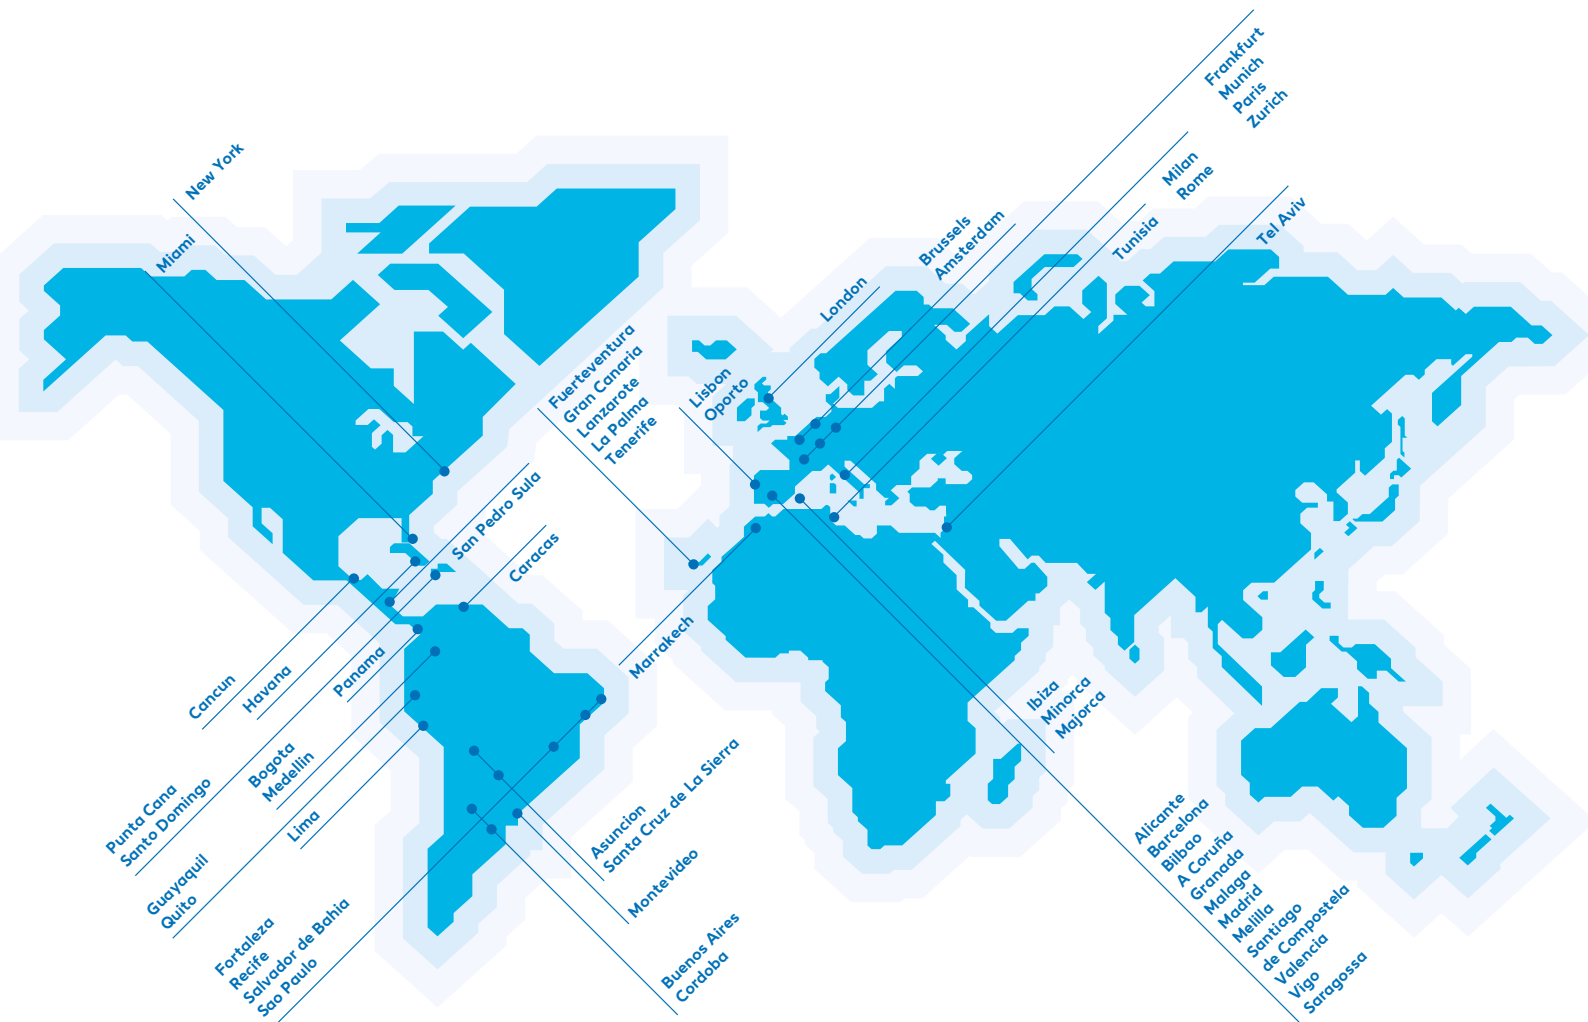 New York
Miami
Frankfurt
Munich
Paris
Zurich
Milan
Rome
Tel Aviv
Tunisia
Brussels
Amsterdam
London
Fuerteventura
Gran Canaria
Lanzarote
La Palma
Tenerife
Lisbon
Oporto
San Pedro Sula
Caracas
Marrakech
Cancun
Havana
Panama
Ibiza
Minorca
Majorca
Punta Cana
Santo Domingo
Bogota
Medellin
Lima
Guayaquil
Quito
Asuncion
Santa Cruz de La Sierra
Montevideo
Buenos Aires
Cordoba
Fortaleza
Recife
Salvador de Bahia
Sao Paulo
Alicante
Barcelona
Bilbao
A Coruña
Granada
Malaga
Madrid
Melilla
Santiago
de Compostela
Valencia
Vigo
Saragossa